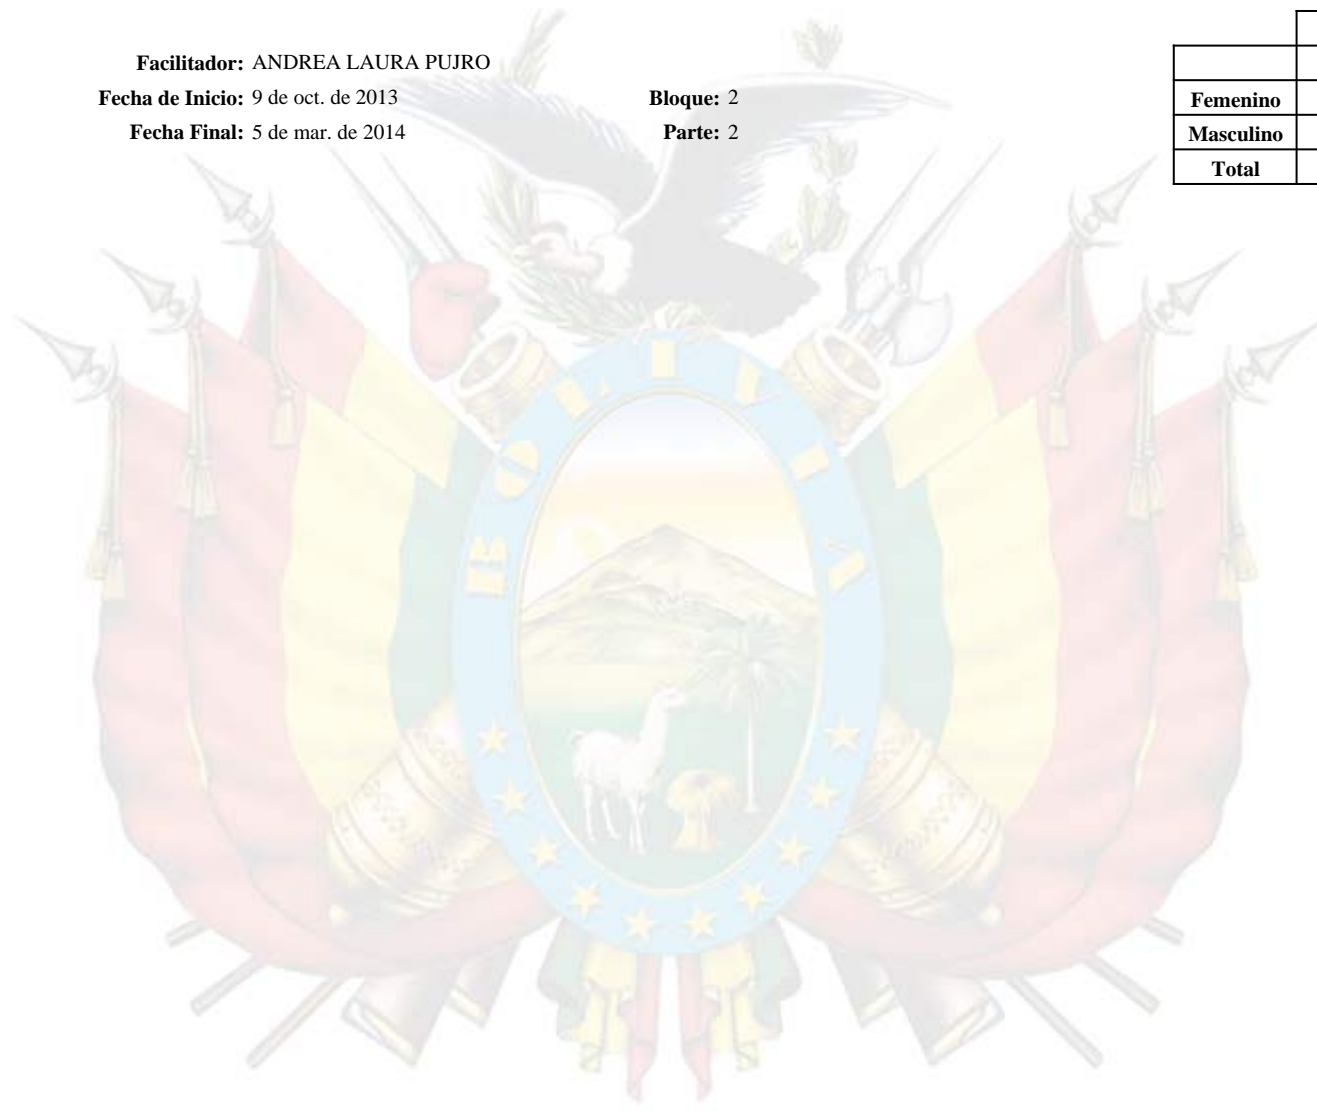 Facilitador: ANDREA LAURA PUJRO
Fecha de Inicio: 9 de oct. de 2013 Bloque: 2
Fecha Final: 5 de mar. de 2014 Parte: 2
Femenino
Masculino
Total
BOLIVIA